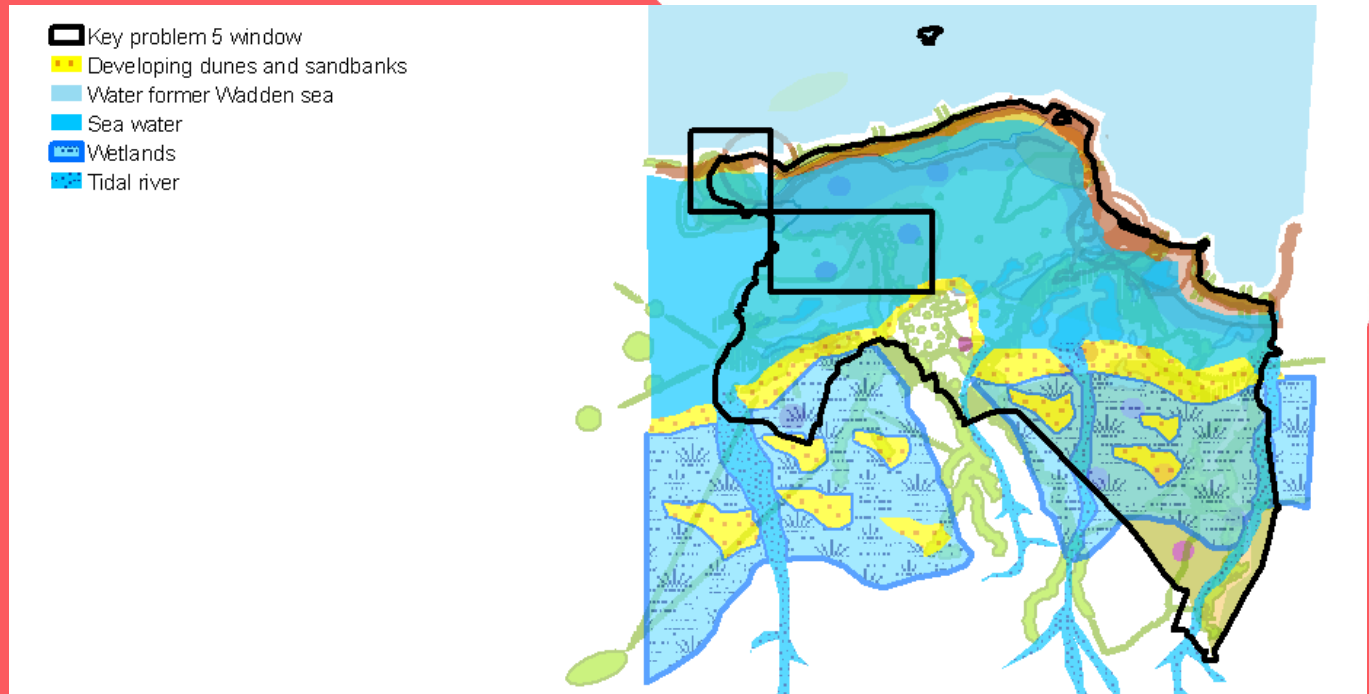 Key problem 5 window
Developing dunes and sandbanks
Water former Wadden sea
Sea water
Wetlands
Tidal river